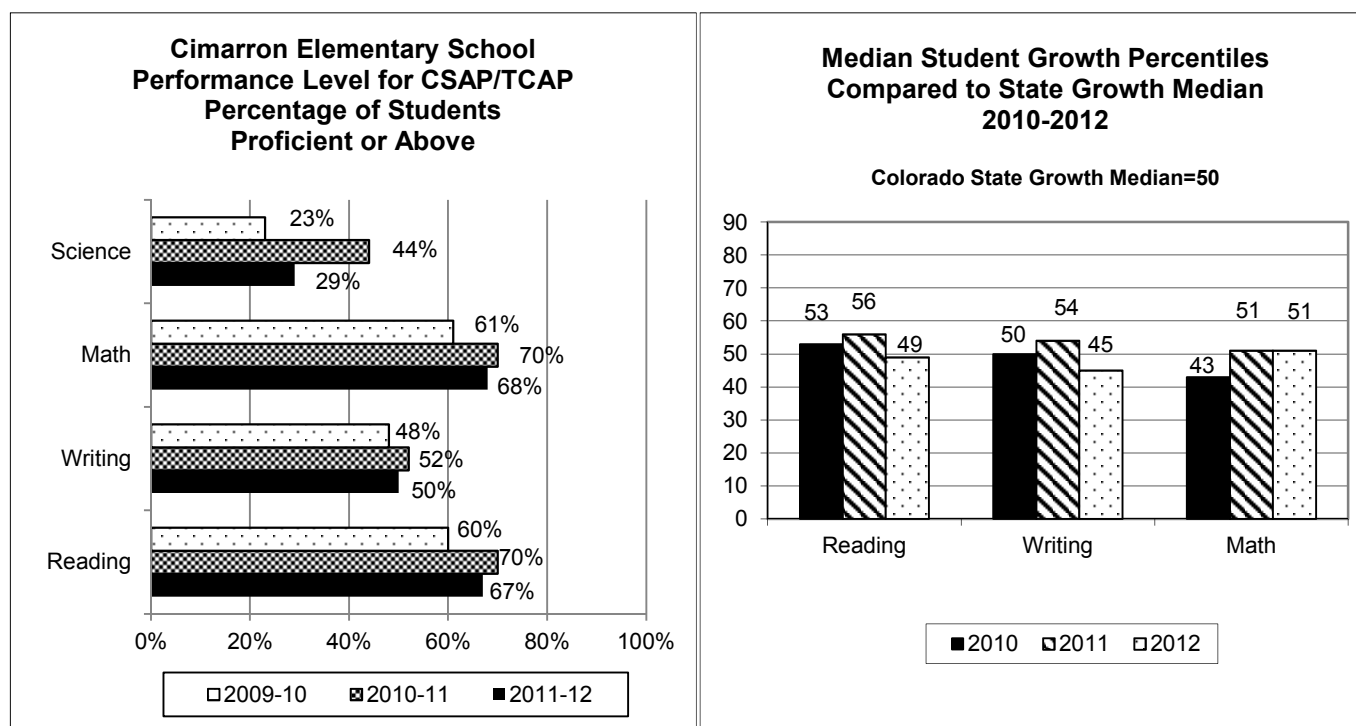 Cimarron Elementary School
Performance Level for CSAP/TCAP
Percentage of Students
Proficient or Above
23%
Science
44%
29%
61%
Math
70%
68%
48%
Writing
52%
50%
60%
Reading
70%
67%
0% 20% 40% 60% 80% 100%
2009-10 2010-11 2011-12
Median Student Growth Percentiles
Compared to State Growth Median
2010-2012
Colorado State Growth Median=50
90
80
70
60
50
40
30
20
10
0
53 56 49 50 54 45 43 51 51
Reading Writing Math
2010 2011 2012